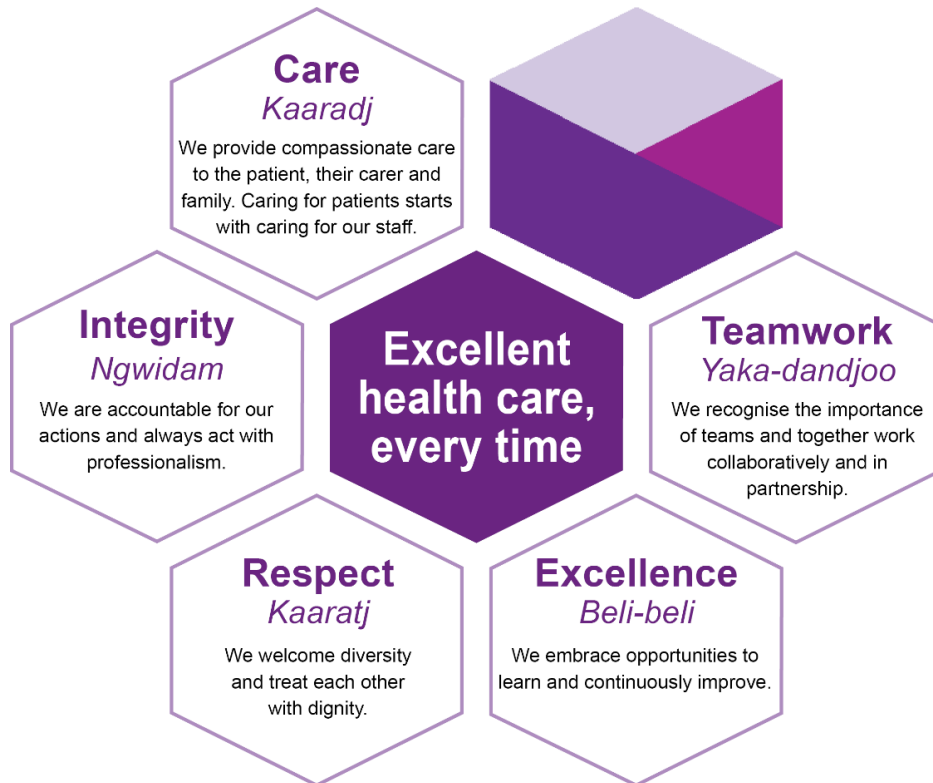 Care
Kaaradj
We provide compassionate care
to the patient, their carer and
family. Caring for patients starts
with caring for our staff.
Integrity
Ngwidam
We are accountable for our
actions and always act with
professionalism.
Excellent
health care,
every time
Teamwork
Yaka-dandjoo
We recognise the importance
of teams and together work
collaboratively and in
partnership.
Respect
Kaaratj
We welcome diversity
and treat each other
with dignity.
Excellence
Beli-beli
We embrace opportunities to
learn and continuously improve.